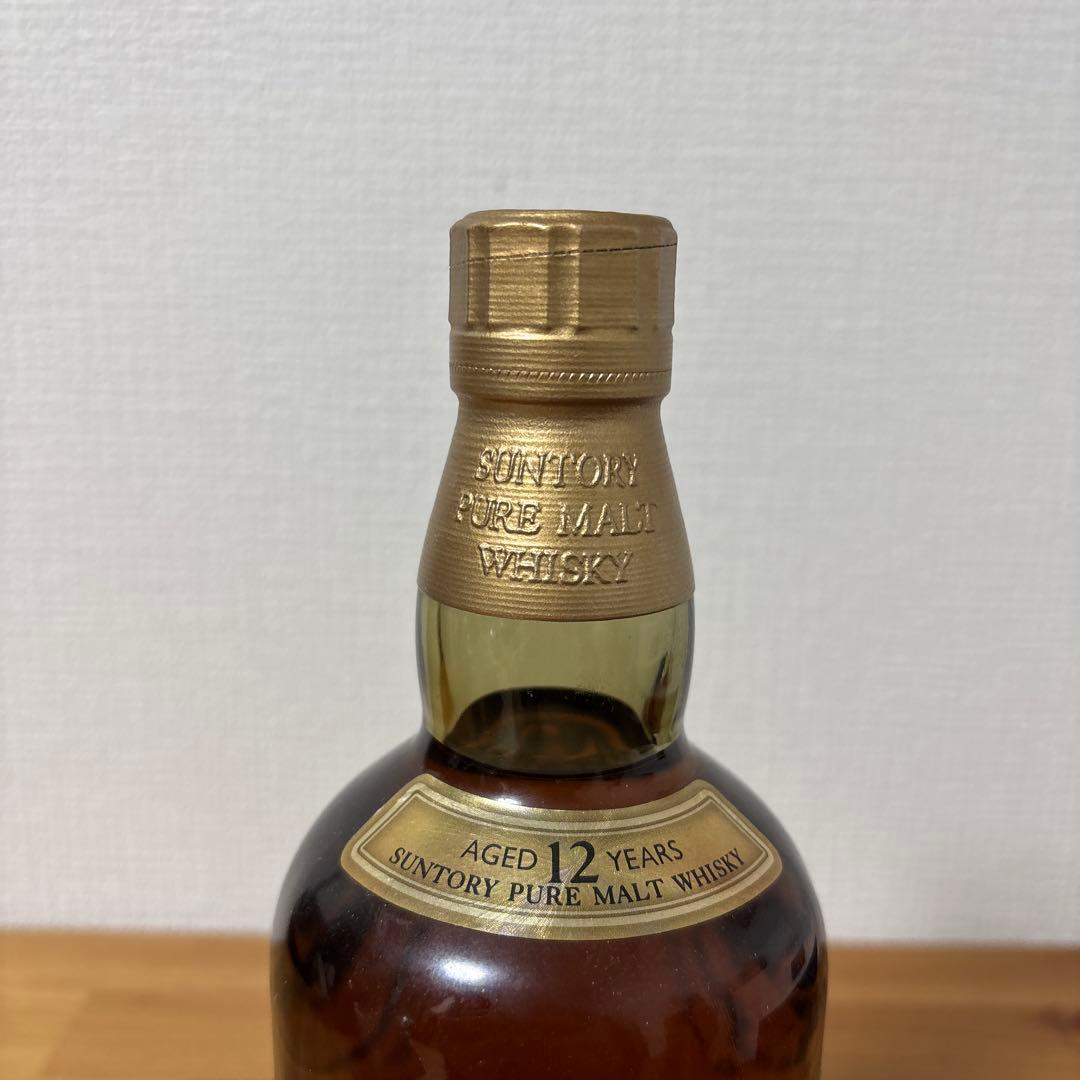 SUNTORY
PURE MALT
WHISKY
AGED 12 YEARS
SUNTORY PURE MALT WHISKY